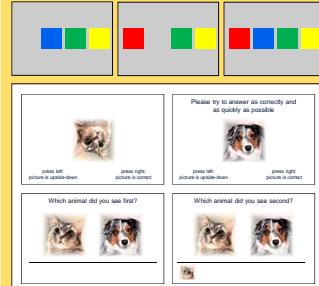 Please try to answer as correctly and
as quickly as possible
press left:
picture is upside-down
press right:
picture is correct
press left:
picture is upside-down
press right:
picture is correct
Which animal did you see first?
Which animal did you see second?